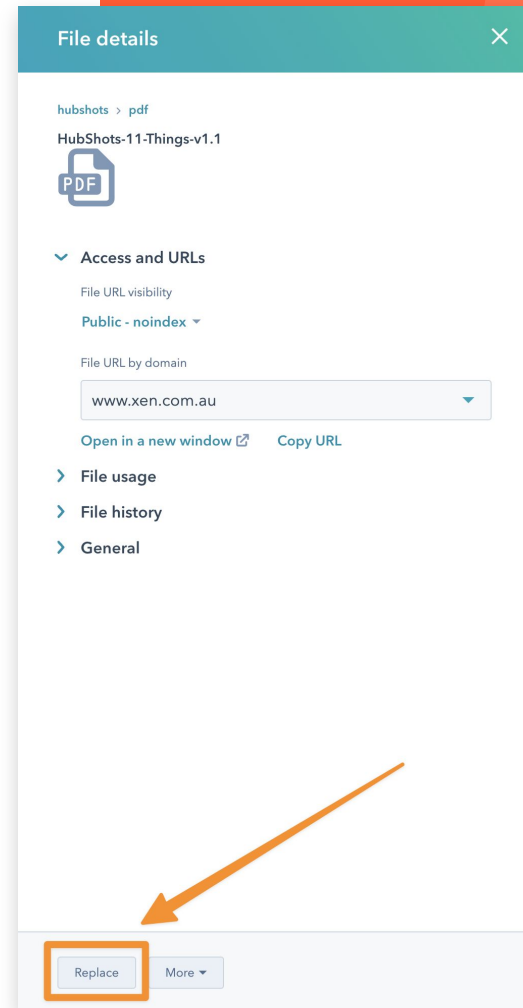 File details
hubshots > pdf
HubShots-11-Things-v1.1
PDF
Access and URLs
File URL visibility
Public - noindex
File URL by domain
www.xen.com.au
Open in a new window Copy URL
File usage
File history
General
Replace More